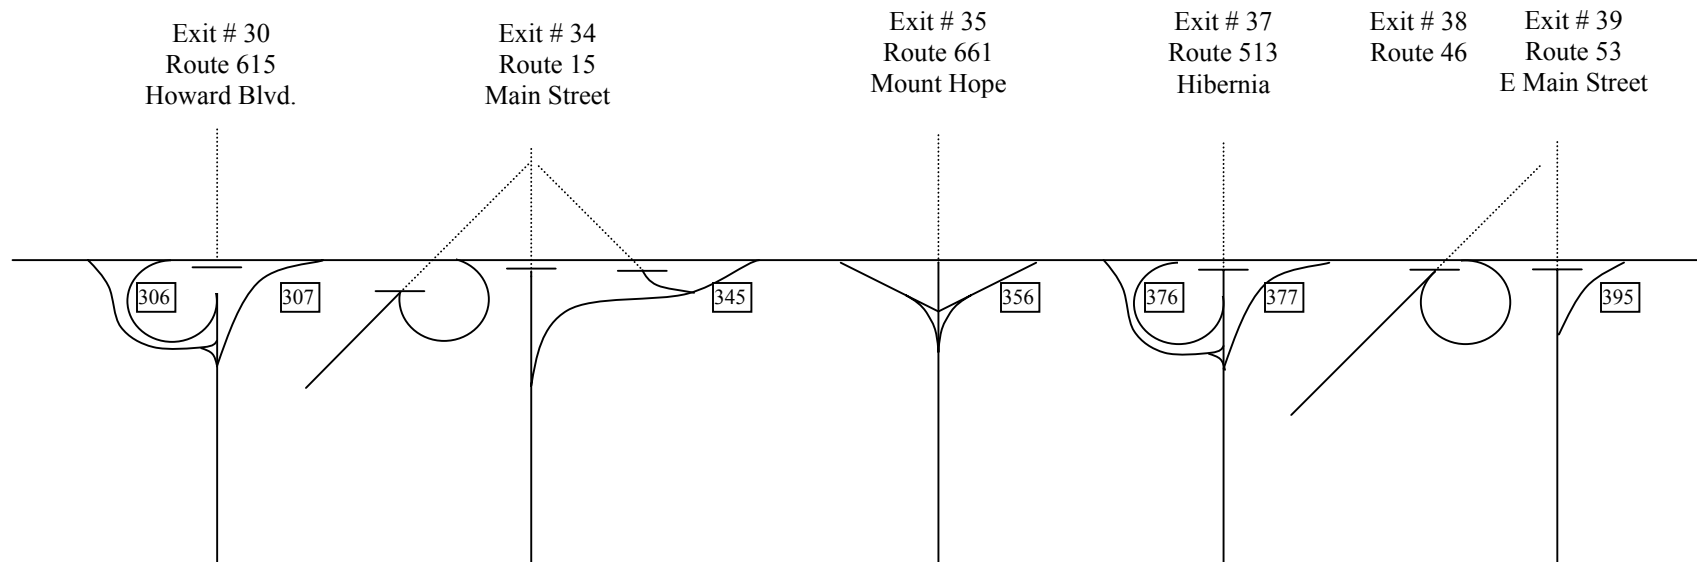 Exit # 30
Route 615
Howard Blvd.
Exit # 34
Route 15
Main Street
Exit # 35
Route 661
Mount Hope
Exit # 37
Route 513
Hibernia
Exit # 38
Route 46
Exit # 39
Route 53
E Main Street
306
307
345
356
376
377
395